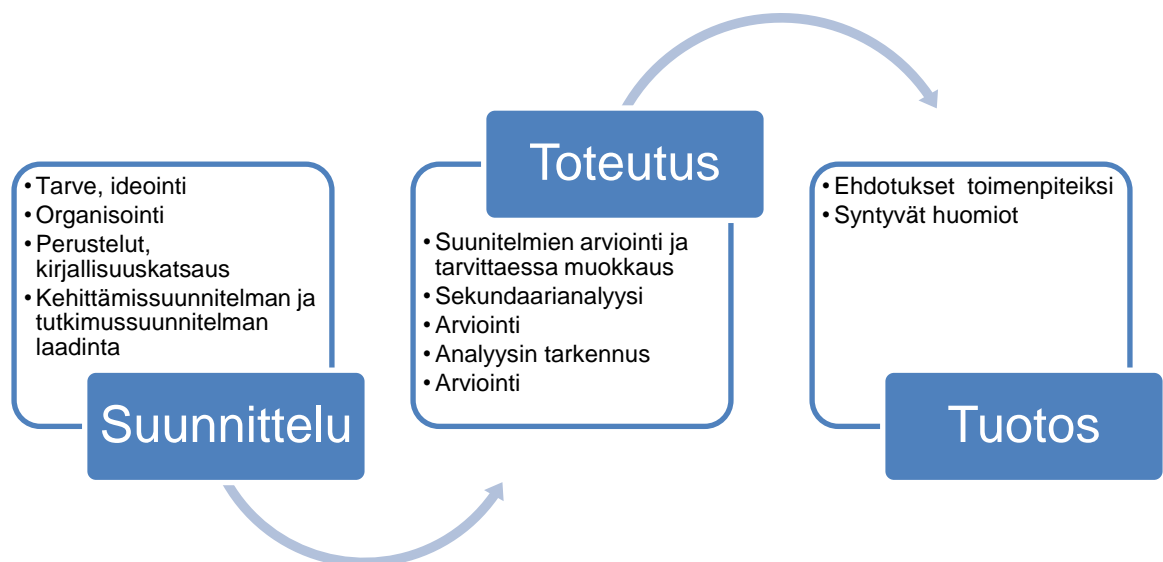 • Tarve, ideointi
• Organisointi
• Perustelut,
kirjallisuuskatsaus
• Kehittämissuunnitelman ja
tutkimussuunnitelman
laadinta
Suunnittelu
Toteutus
• Suunitelmien arviointi ja
tarvittaessa muokkaus
• Sekundaarianalyysi
• Arviointi
• Analyysin tarkennus
• Arviointi
• Ehdotukset toimenpiteiksi
• Syntyvät huomiot
Tuotos